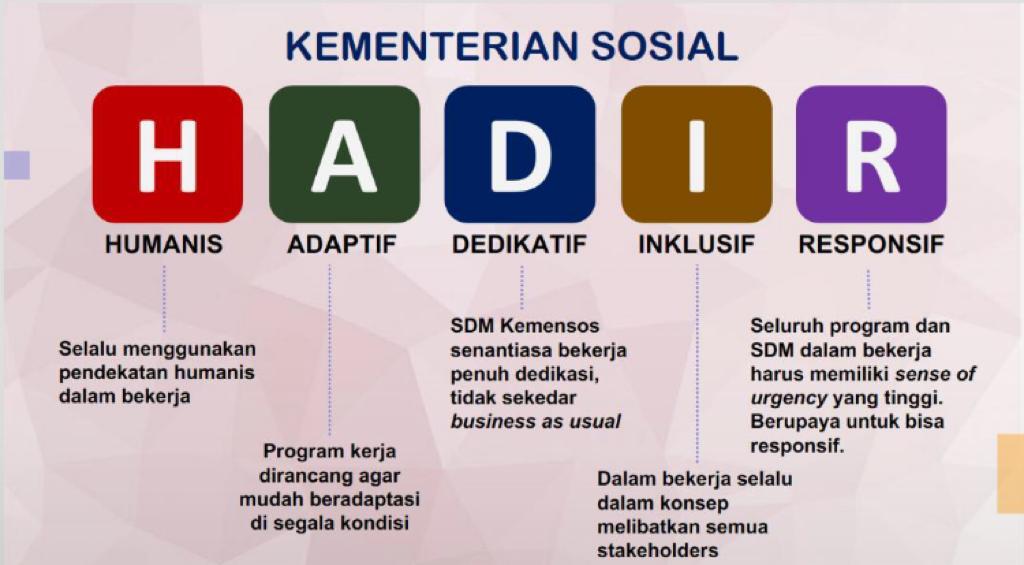 KEMENTERIAN SOSIAL
H
A
D
I
R
HUMANIS
ADAPTIF
DEDIKATIF
INKLUSIF
RESPONSIF
Selalu menggunakan
pendekatan humanis
dalam bekerja
Program kerja
dirancang agar
mudah beradaptasi
di segala kondisi
SDM Kemensos
senantiasa bekerja
penuh dedikasi,
tidak sekedar
business as usual
Dalam bekerja selalu
dalam konsep
melibatkan semua
stakeholders
Seluruh program dan
SDM dalam bekerja
harus memiliki sense of
urgency yang tinggi.
Berupaya untuk bisa
responsif.